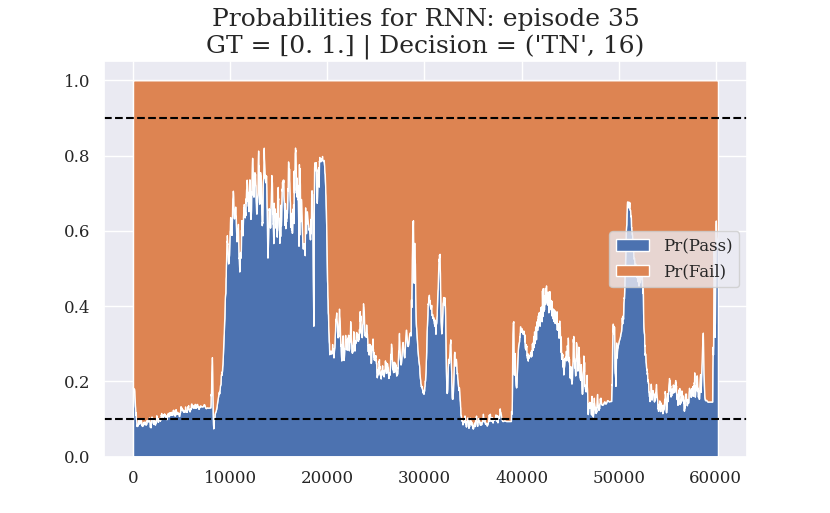 Probabilities for RNN: episode 35
GT = [0. 1.] | Decision = ('TN', 16)
1.0
0.8
0.6
0.4
0.2
0.0
Pr(Pass)
Pr(Fail)
0 10000 20000 30000 40000 50000 60000